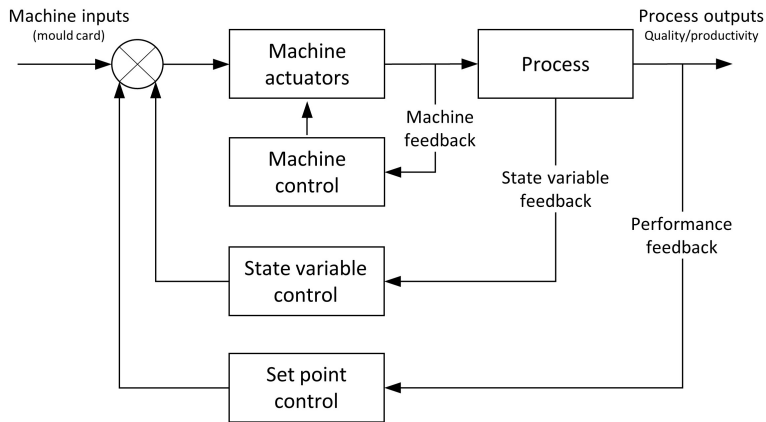 Machine inputs
(mould card)
Process outputs
Quality/productivity
Machine
actuators
Process
Machine
feedback
Machine
control
State variable
feedback
Performance
feedback
State variable
control
Set point
control